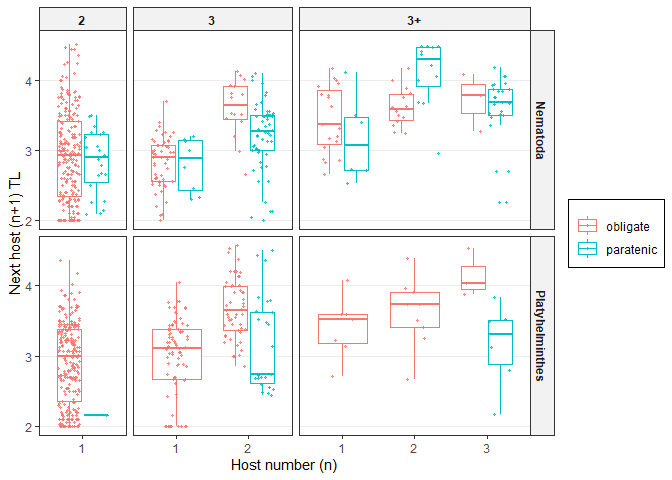 2 3 3+
4
3
2
Nematoda
4
3
2
Platyhelminthes
Next host (n+1) TL
1 1 2 1 2 3
Host number (n)
obligate
paratenic